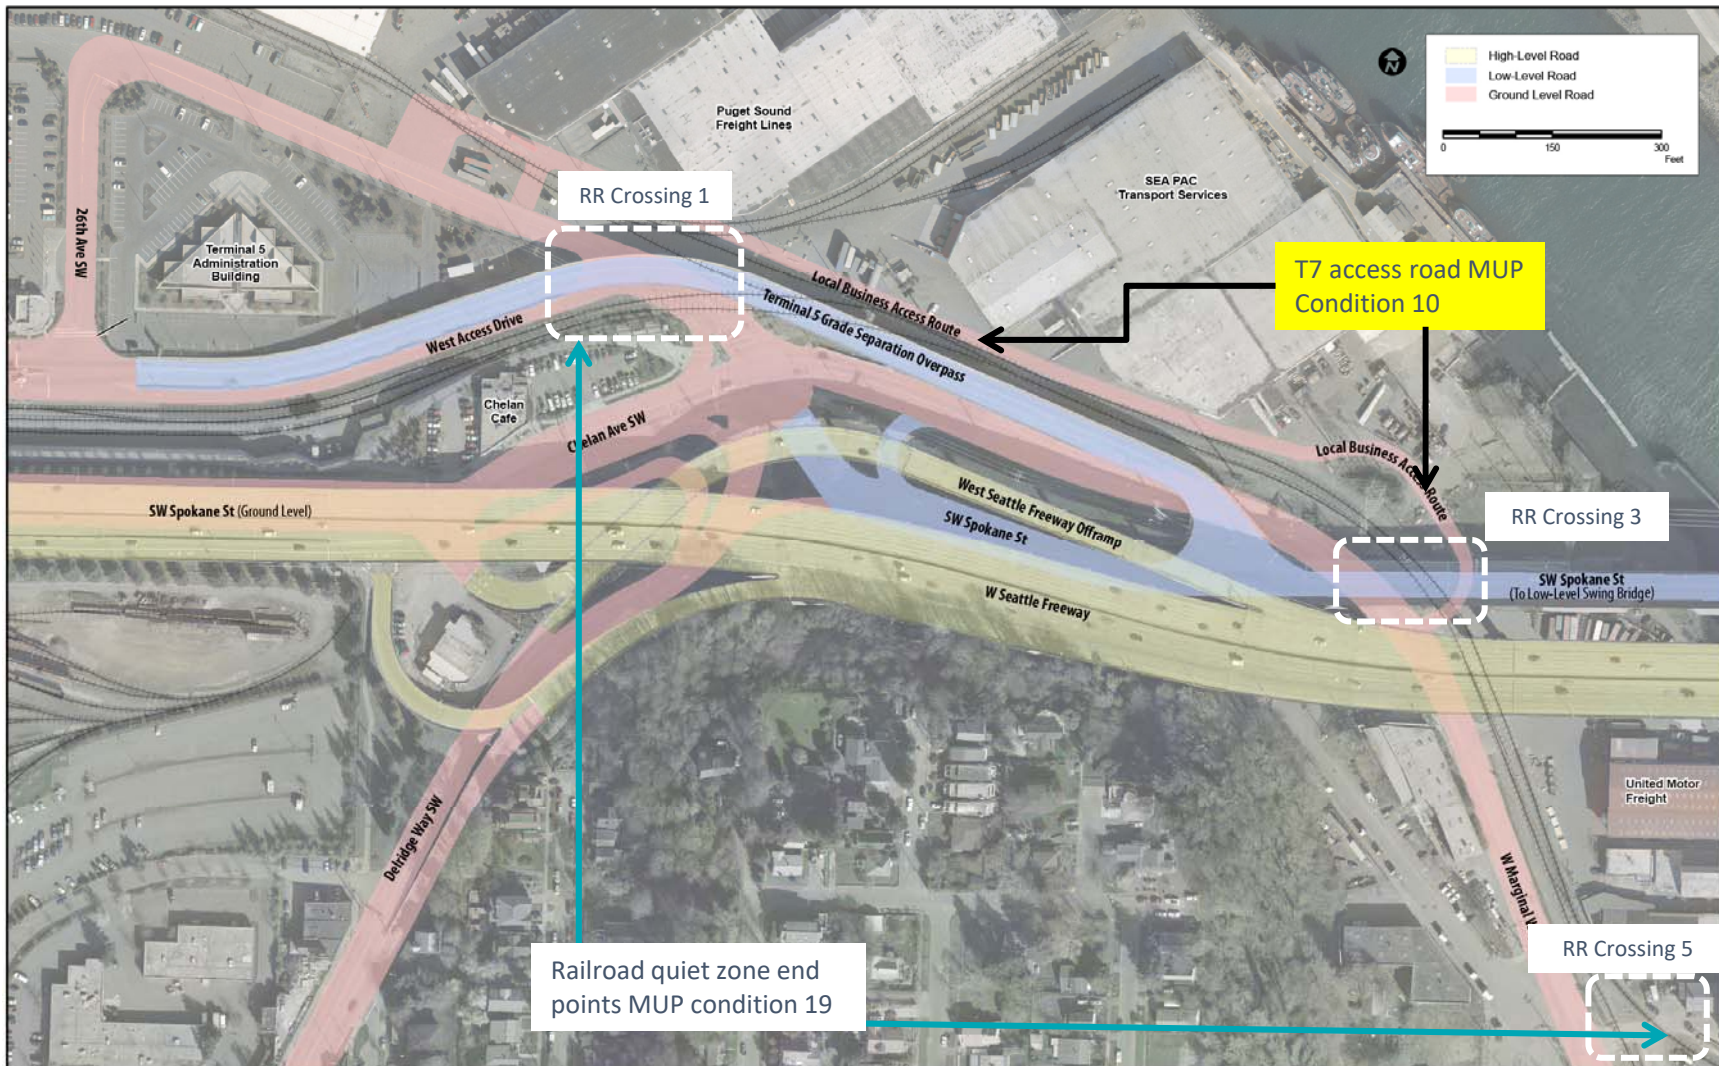 High-Level Road
Low-Level Road
Ground Level Road
0 150 300
Feet
N
Puget Sound
Freight Lines
SEA PAC
Transport Services
RR Crossing 1
26th Ave SW
Terminal 5
Administration
Building
T7 access road MUP
Condition 10
Local Business Access Route
Terminal 5 Grade Separation Overpass
West Access Drive
Chelan
Cafe
Chelan Ave SW
Local Business Access Route
West Seattle Freeway Offramp
SW Spokane St (Ground Level)
SW Spokane St
RR Crossing 3
SW Spokane St
(To Low-Level Swing Bridge)
W Seattle Freeway
United Motor
Freight
Delridge Way SW
W Marginal
RR Crossing 5
Railroad quiet zone end
points MUP condition 19